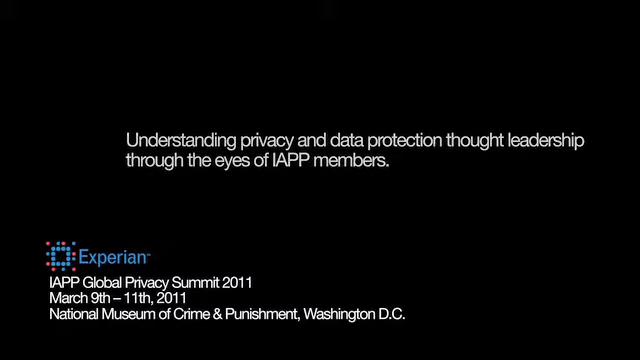 Understanding privacy and data protection thought leadership
through the eyes of IAPP members.
Experian™
IAPP Global Privacy Summit 2011
March 9th – 11th, 2011
National Museum of Crime & Punishment, Washington D.C.